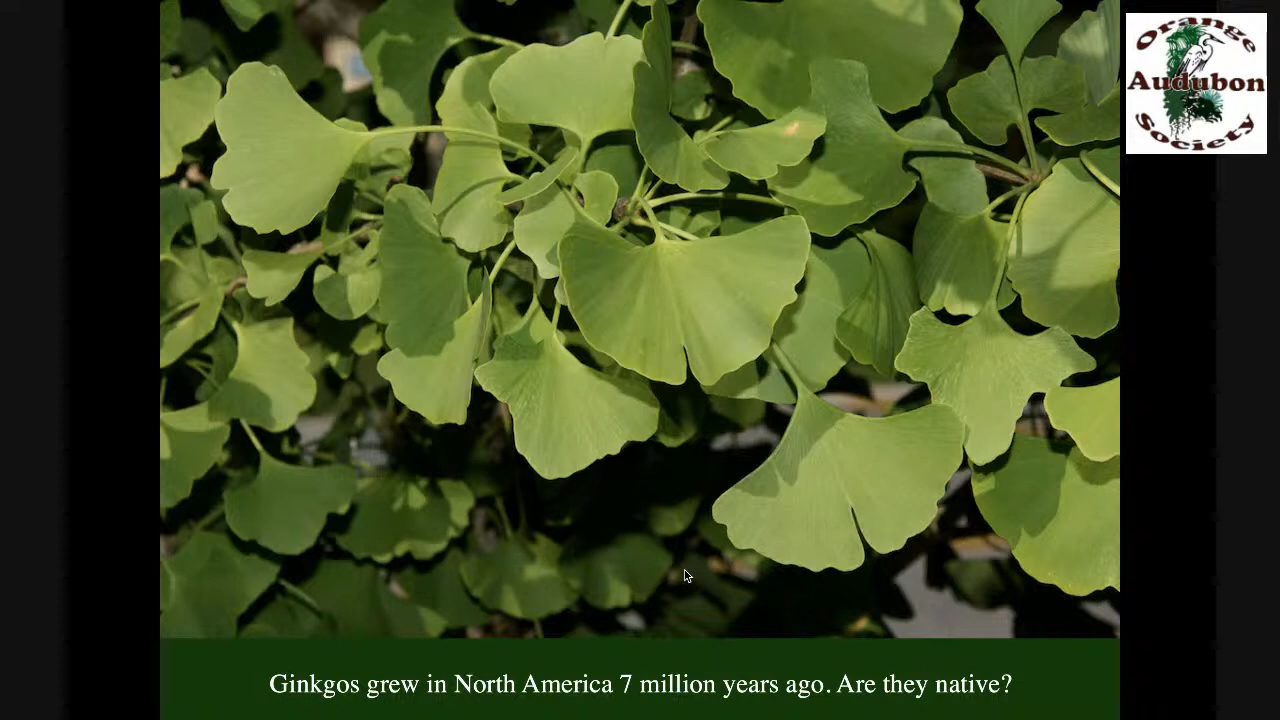 Orange
Audubon
Society
Ginkgos grew in North America 7 million years ago. Are they native?